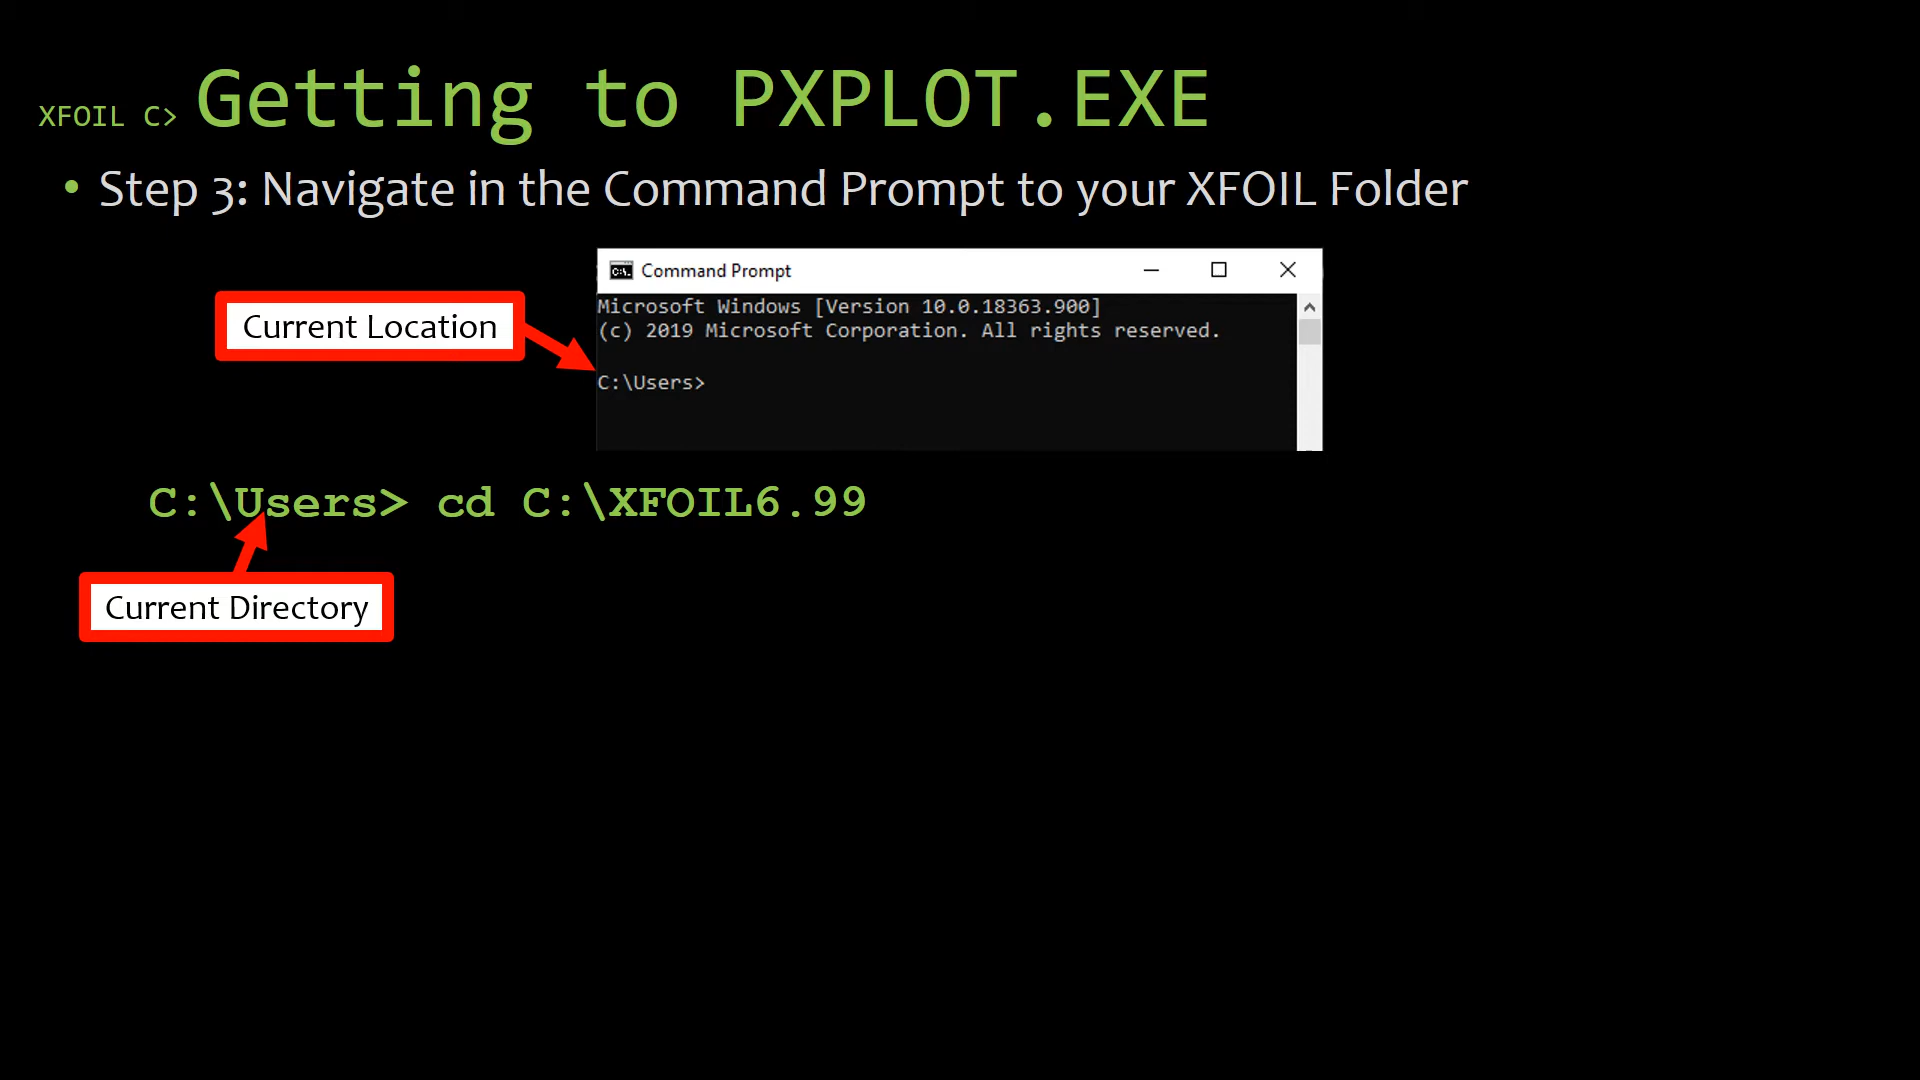 XFOIL C> Getting to PXPLOT.EXE
• Step 3: Navigate in the Command Prompt to your XFOIL Folder
Command Prompt
Microsoft Windows [Version 10.0.18363.900]
(c) 2019 Microsoft Corporation. All rights reserved.
Current Location
C:\Users>
C:\Users> cd C:\XFOIL6.99
Current Directory